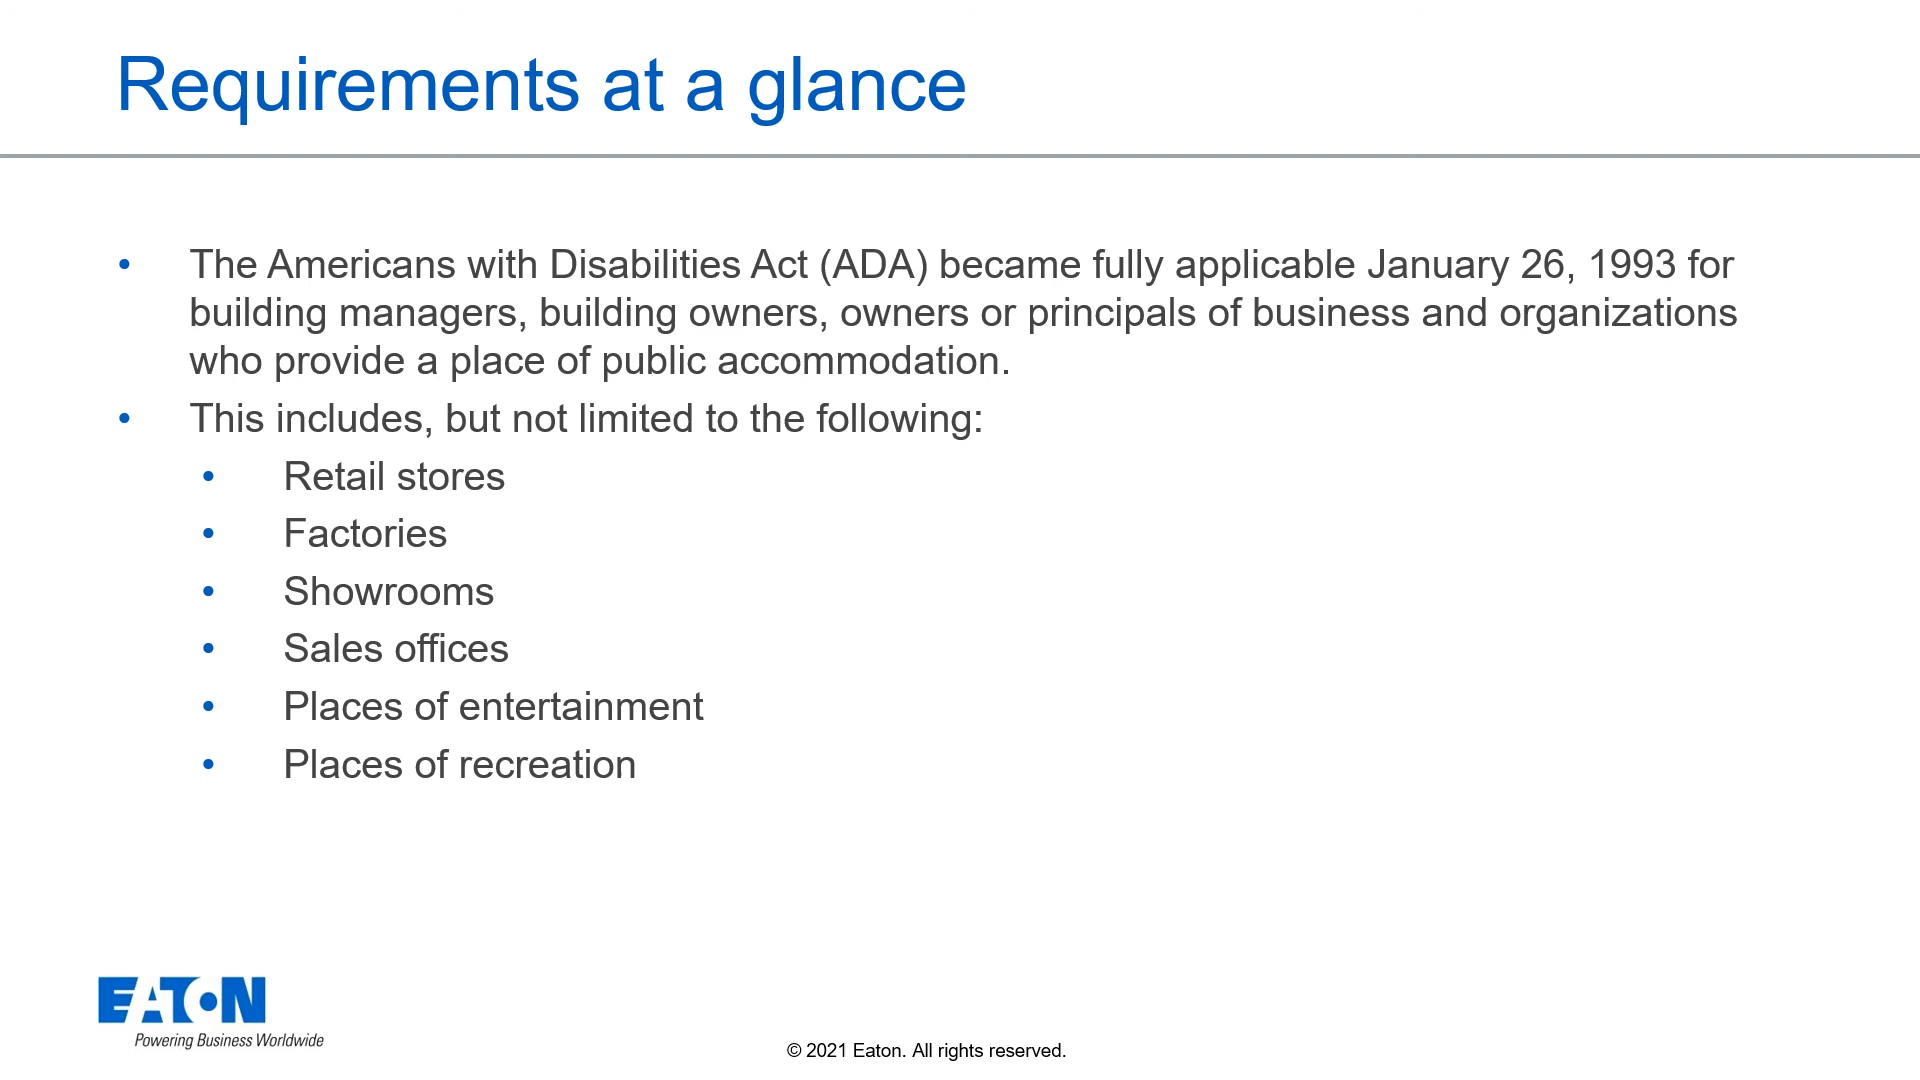 Requirements at a glance
• The Americans with Disabilities Act (ADA) became fully applicable January 26, 1993 for
building managers, building owners, owners or principals of business and organizations
who provide a place of public accommodation.
• This includes, but not limited to the following:
• Retail stores
• Factories
• Showrooms
• Sales offices
• Places of entertainment
• Places of recreation
EATON
Powering Business Worldwide
© 2021 Eaton. All rights reserved.